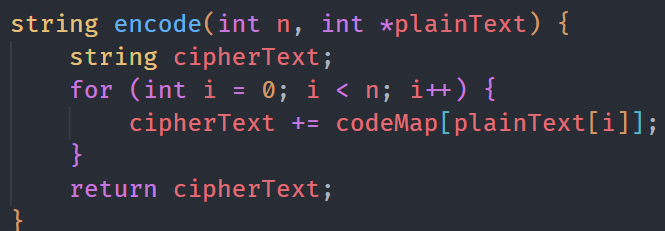 string encode(int n, int *plainText) {
    string cipherText;
    for (int i = 0; i < n; i++) {
        cipherText += codeMap[plainText[i]];
    }
    return cipherText;
}